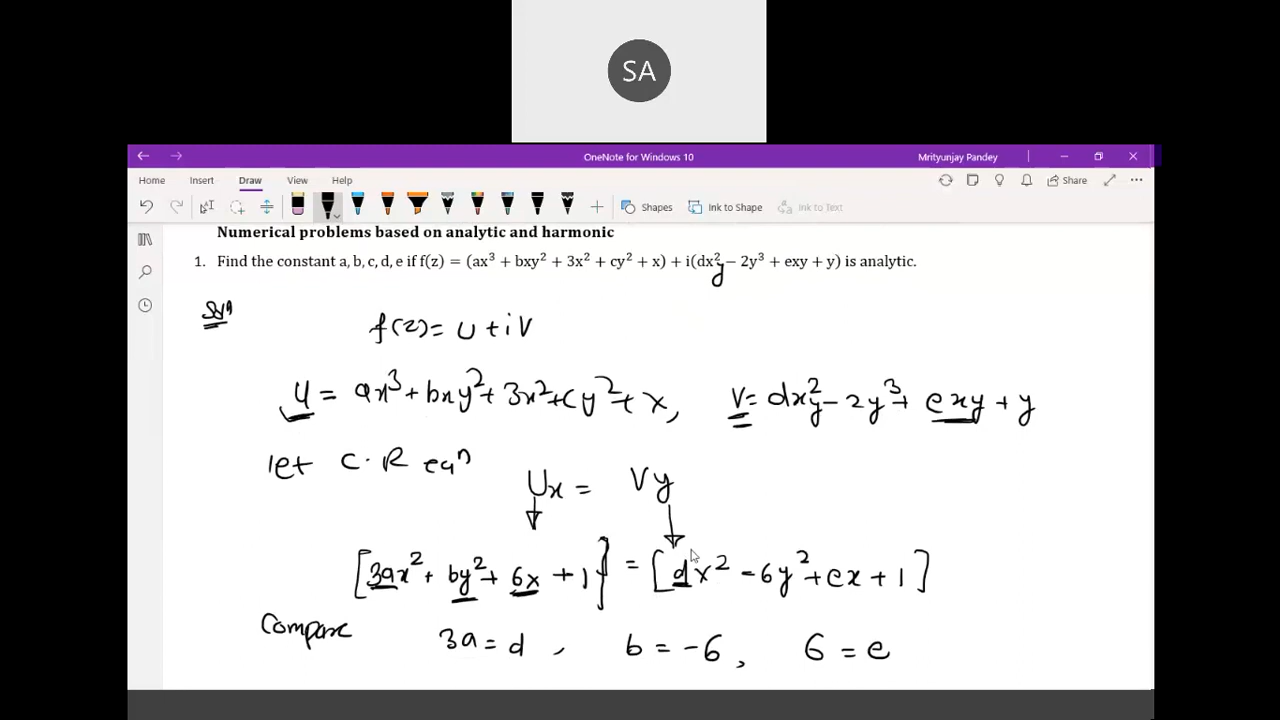 SA
OneNote for Windows 10
Mrityunjay Pandey
Home Insert Draw View Help
Share
Shapes Ink to Shape Ink to Text
Numerical problems based on analytic and harmonic
1. Find the constant a, b, c, d, e if f(z) = (ax³ + bxy² + 3x² + cy² + x) + i(dx²y − 2y³ + exy + y) is analytic.
Solⁿ
f(z) = u + iv
u = ax³ + bxy² + 3x² + cy² + x, v = dx²y − 2y³ + exy + y
let C·R eqⁿ
Ux = Vy
[3ax² + by² + 6x + 1] = [dx² − 6y² + ex + 1]
Compare 3a = d, b = −6, 6 = e